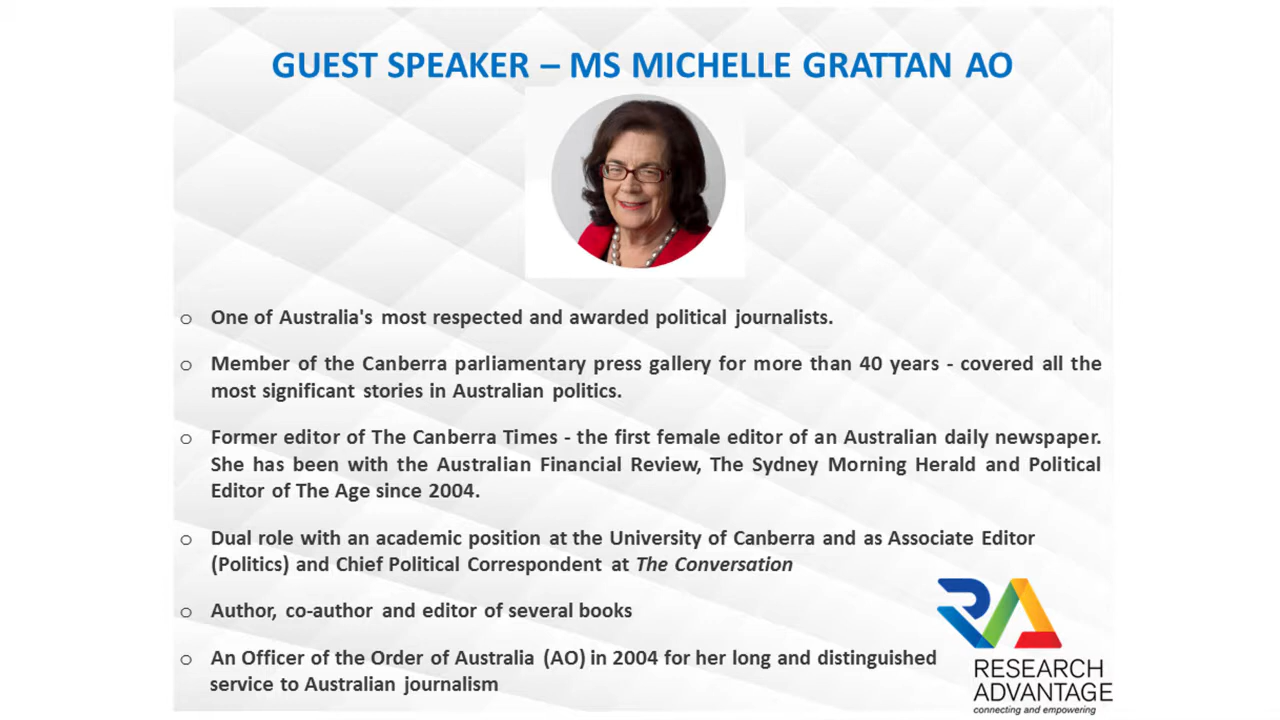 GUEST SPEAKER – MS MICHELLE GRATTAN AO
o One of Australia's most respected and awarded political journalists.
o Member of the Canberra parliamentary press gallery for more than 40 years - covered all the
most significant stories in Australian politics.
o Former editor of The Canberra Times - the first female editor of an Australian daily newspaper.
She has been with the Australian Financial Review, The Sydney Morning Herald and Political
Editor of The Age since 2004.
o Dual role with an academic position at the University of Canberra and as Associate Editor
(Politics) and Chief Political Correspondent at The Conversation
o Author, co-author and editor of several books
o An Officer of the Order of Australia (AO) in 2004 for her long and distinguished
service to Australian journalism
RA
RESEARCH
ADVANTAGE
connecting and empowering